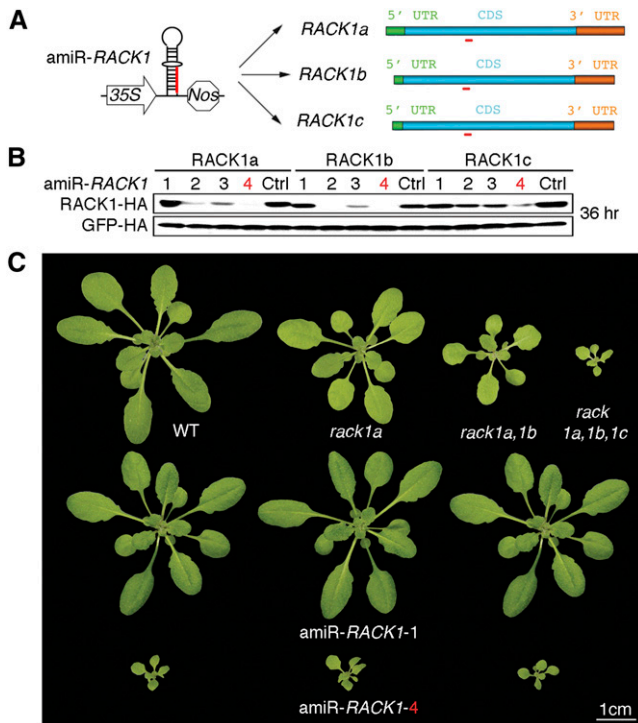 A
amiR-RACK1
35S
Nos
RACK1a
5' UTR CDS 3' UTR
RACK1b
5' UTR CDS 3' UTR
RACK1c
5' UTR CDS 3' UTR
B
RACK1a RACK1b RACK1c
amiR-RACK1 1 2 3 4 Ctrl 1 2 3 4 Ctrl 1 2 3 4 Ctrl
RACK1-HA
GFP-HA
36 hr
C
WT
rack1a
rack1a,1b
rack
1a,1b,1c
amiR-RACK1-1
amiR-RACK1-4
1cm